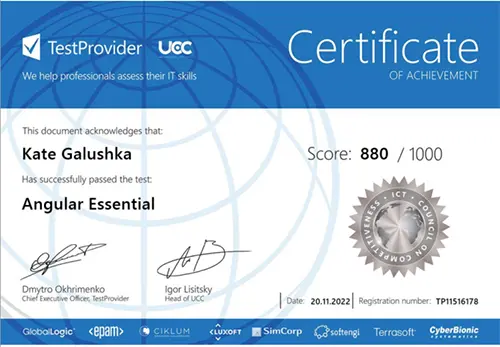 TestProvider UCC
Certificate
OF ACHIEVEMENT
We help professionals assess their IT skills
This document acknowledges that:
Kate Galushka
Score: 880 / 1000
Has successfully passed the test:
Angular Essential
ICT • COUNCIL ON COMPETITIVENESS •
Dmytro Okhrimenko
Chief Executive Officer, TestProvider
Igor Lisitsky
Head of UCC
Date: 20.11.2022
Registration number: TP11516178
GlobalLogic <epam> CIKLUM LUXOFT SimCorp softengi Terrasoft CyberBionic systematics